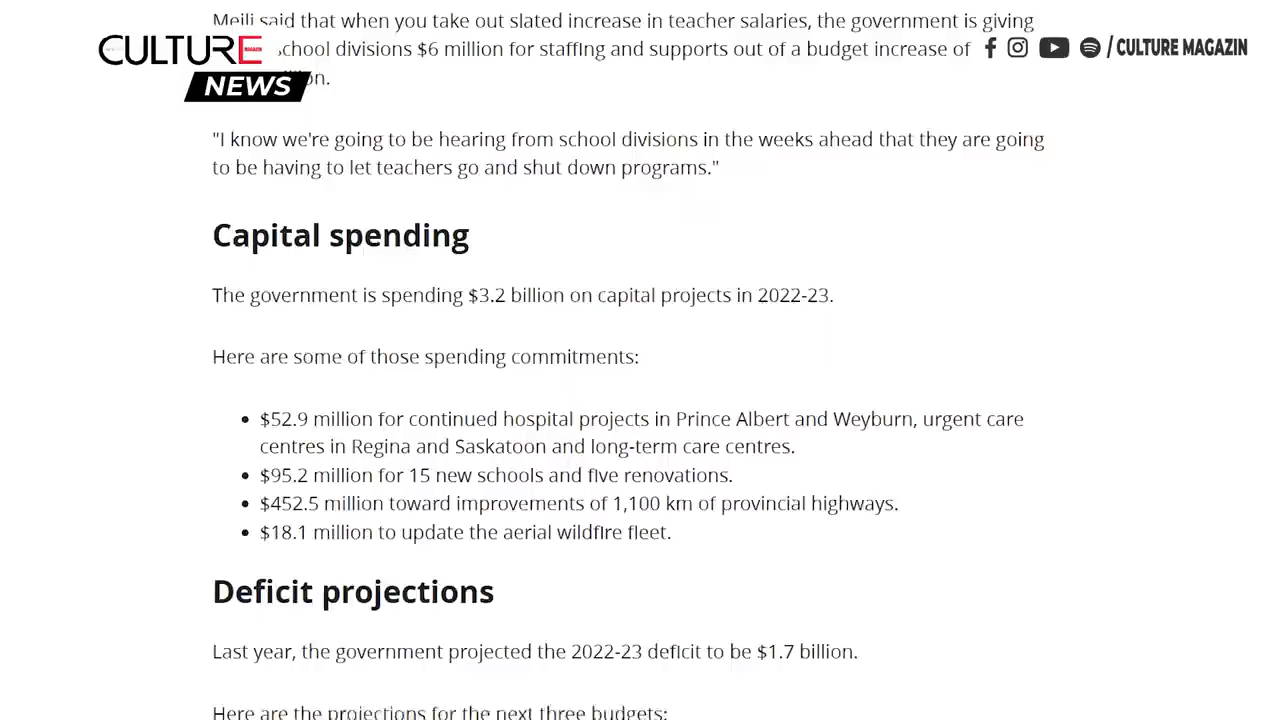 Meili said that when you take out slated increase in teacher salaries, the government is giving
CULTURE
MAGAZIN
school divisions $6 million for staffing and supports out of a budget increase of
/ CULTURE MAGAZIN
NEWS
"I know we're going to be hearing from school divisions in the weeks ahead that they are going
to be having to let teachers go and shut down programs."
Capital spending
The government is spending $3.2 billion on capital projects in 2022-23.
Here are some of those spending commitments:
• $52.9 million for continued hospital projects in Prince Albert and Weyburn, urgent care
centres in Regina and Saskatoon and long-term care centres.
• $95.2 million for 15 new schools and five renovations.
• $452.5 million toward improvements of 1,100 km of provincial highways.
• $18.1 million to update the aerial wildfire fleet.
Deficit projections
Last year, the government projected the 2022-23 deficit to be $1.7 billion.
Here are the projections for the next three budgets: